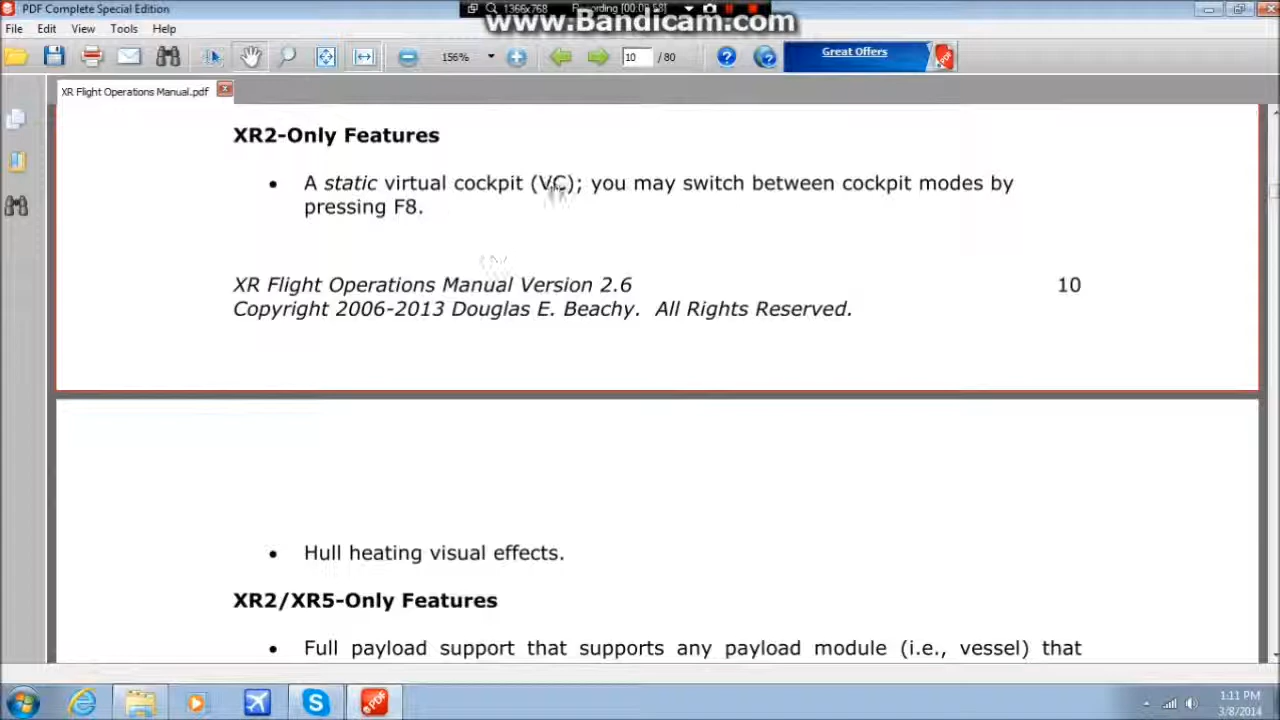 PDF Complete Special Edition
1366x768
Recording
www.Bandicam.com
File Edit View Tools Help
156%
10 / 80
Great Offers
XR Flight Operations Manual.pdf
XR2-Only Features
• A static virtual cockpit (VC); you may switch between cockpit modes by
pressing F8.
XR Flight Operations Manual Version 2.6 10
Copyright 2006-2013 Douglas E. Beachy. All Rights Reserved.
• Hull heating visual effects.
XR2/XR5-Only Features
• Full payload support that supports any payload module (i.e., vessel) that
1:11 PM
3/8/2014